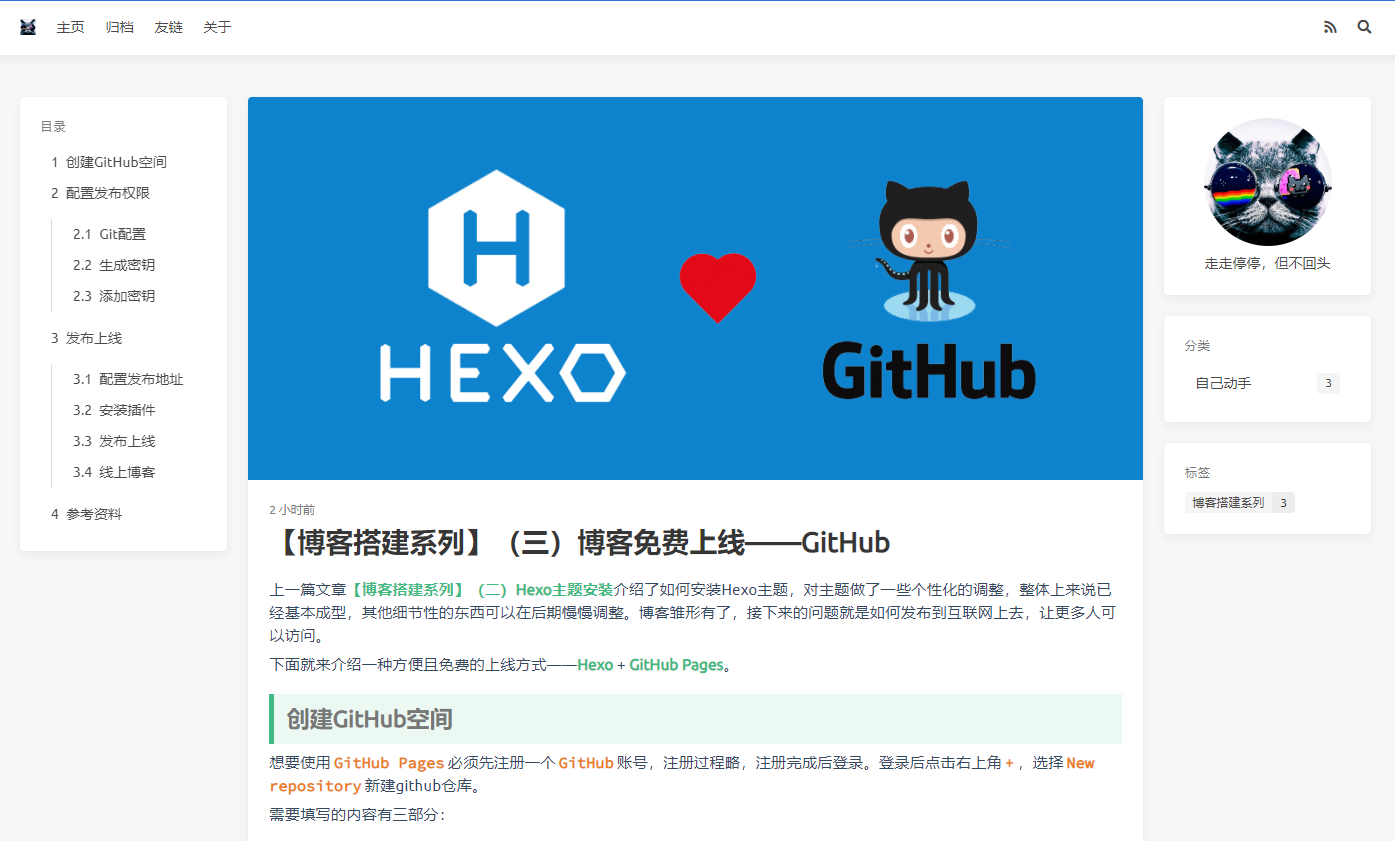 主页 归档 友链 关于
目录
1 创建GitHub空间
2 配置发布权限
2.1 Git配置
2.2 生成密钥
2.3 添加密钥
3 发布上线
3.1 配置发布地址
3.2 安装插件
3.3 发布上线
3.4 线上博客
4 参考资料
HEXO
GitHub
2 小时前
【博客搭建系列】（三）博客免费上线——GitHub
上一篇文章【博客搭建系列】（二）Hexo主题安装介绍了如何安装Hexo主题，对主题做了一些个性化的调整，整体上来说已
经基本成型，其他细节性的东西可以在后期慢慢调整。博客雏形有了，接下来的问题就是如何发布到互联网上去，让更多人可
以访问。
下面就来介绍一种方便且免费的上线方式——Hexo + GitHub Pages。
创建GitHub空间
想要使用 GitHub Pages 必须先注册一个 GitHub 账号，注册过程略，注册完成后登录。登录后点击右上角 + ，选择 New
repository 新建github仓库。
需要填写的内容有三部分：
走走停停，但不回头
分类
自己动手 3
标签
博客搭建系列 3